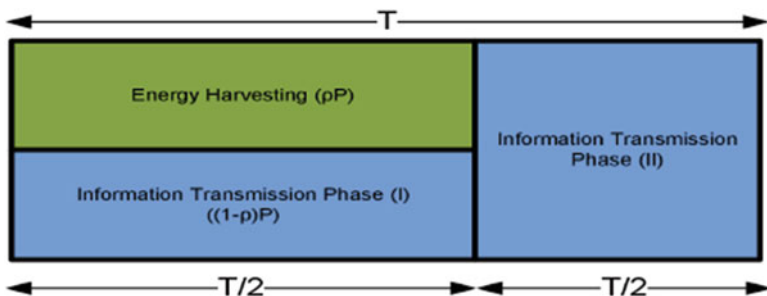 T
Energy Harvesting (ρP)
Information Transmission Phase (I)
((1-ρ)P)
Information Transmission
Phase (II)
T/2
T/2